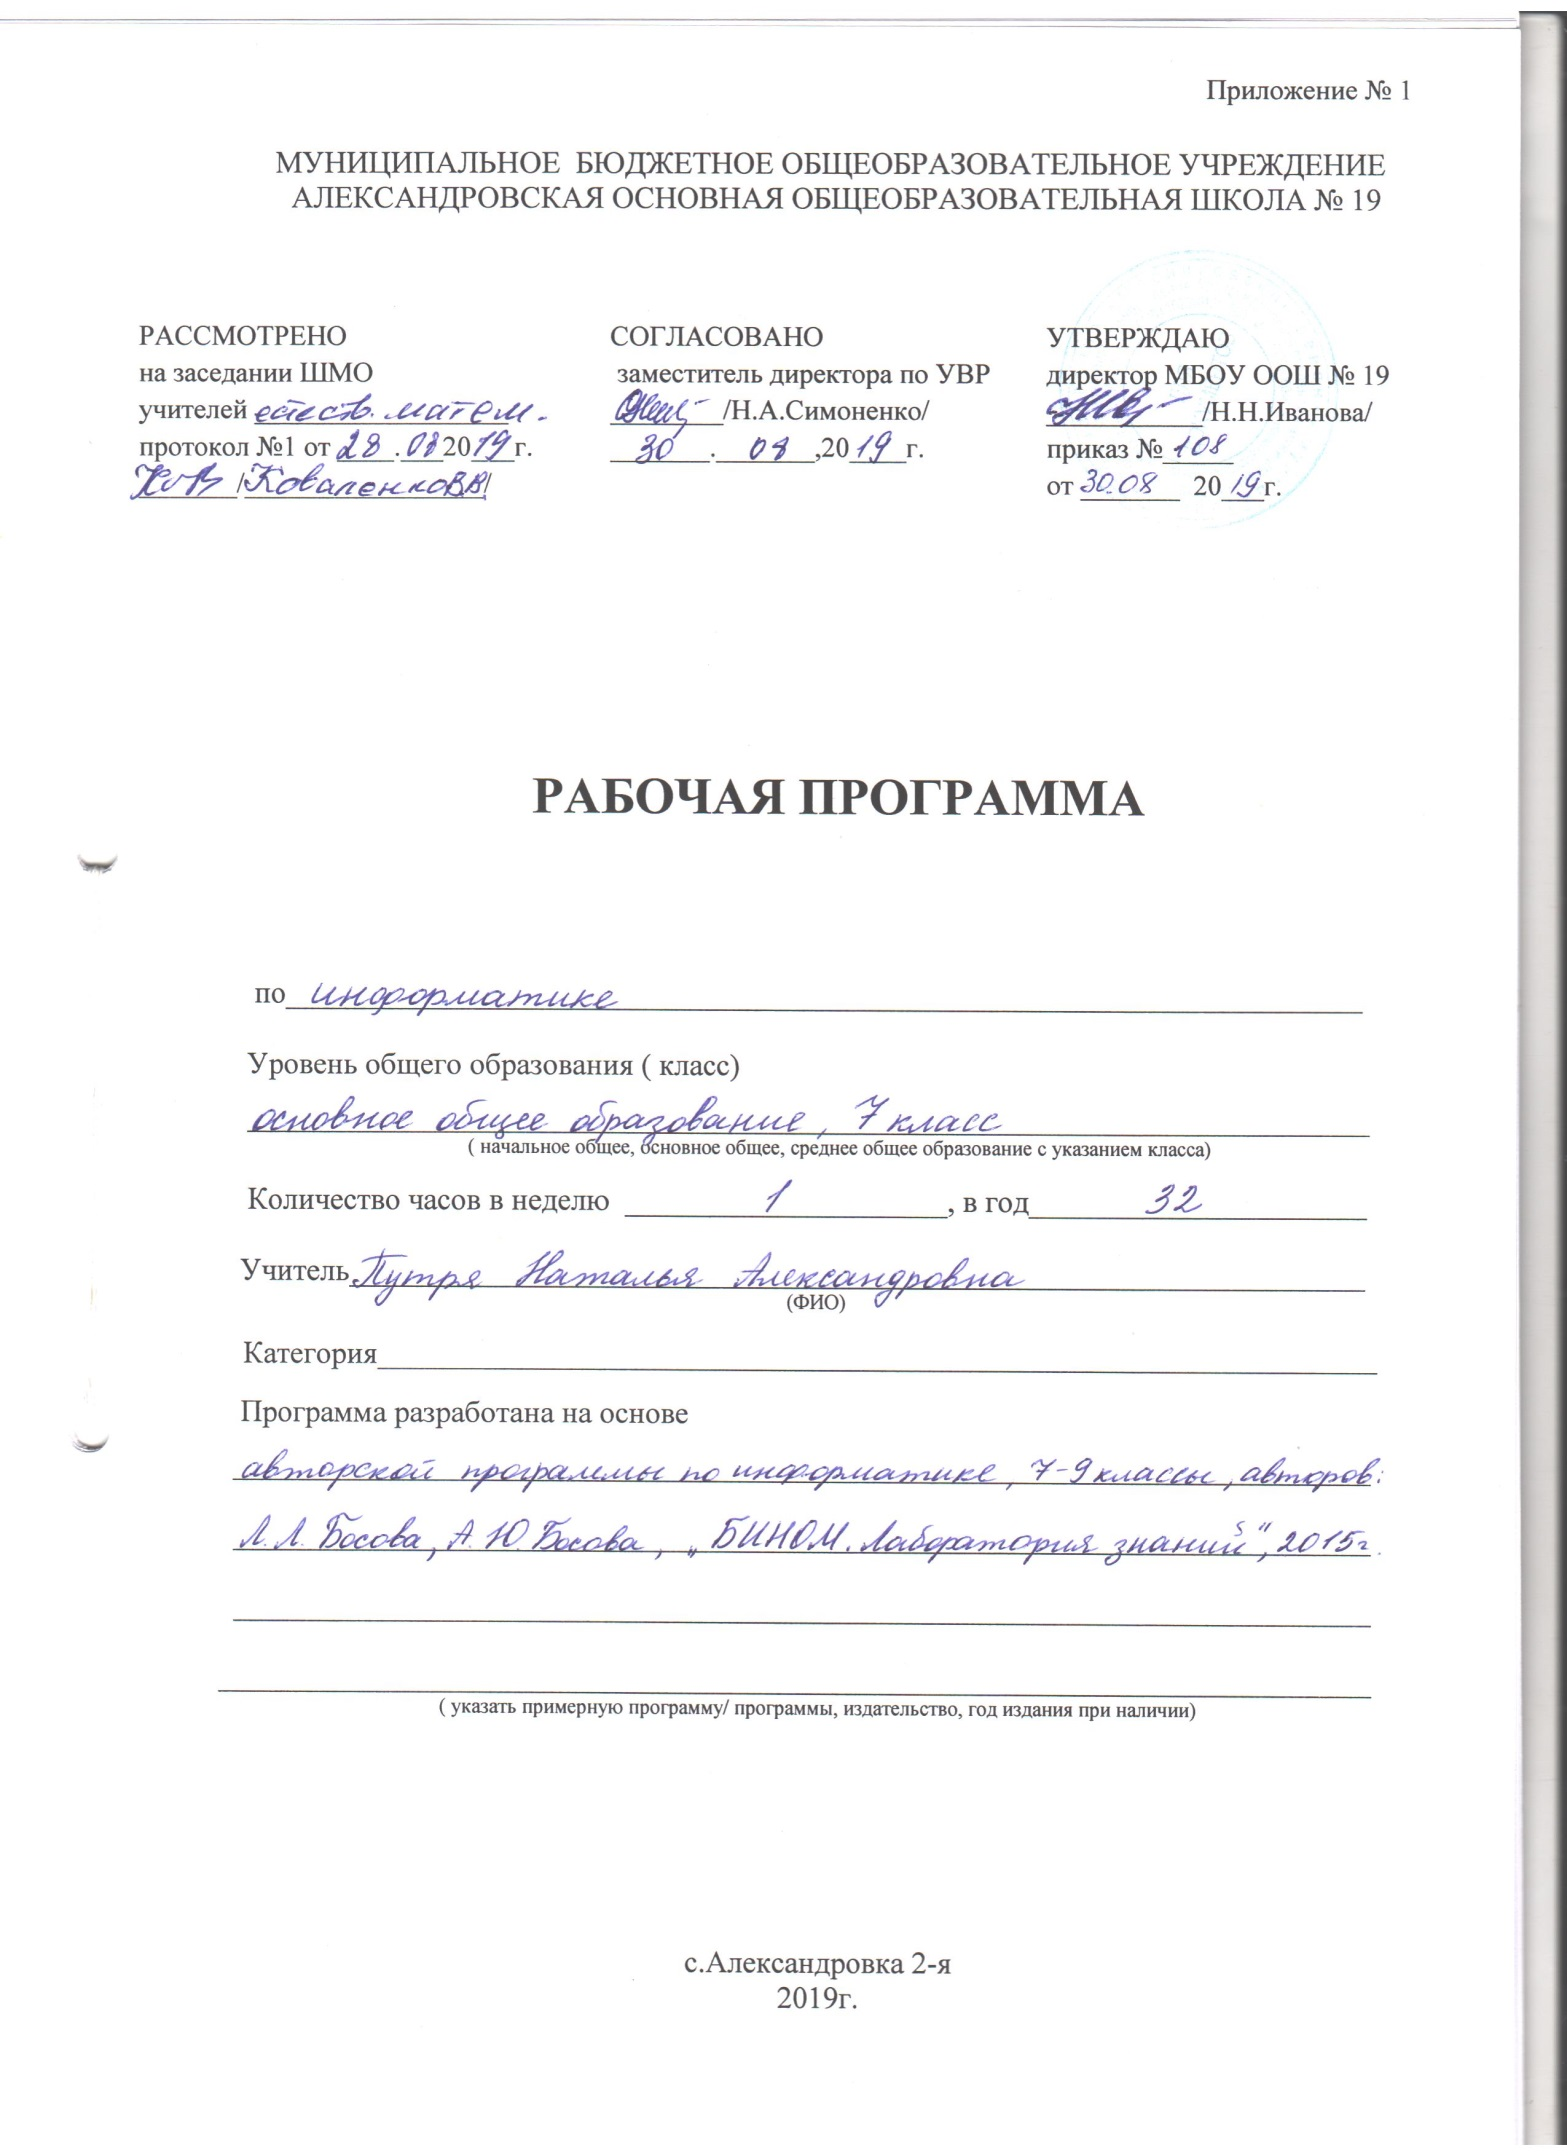 Приложение № 1
МУНИЦИПАЛЬНОЕ БЮДЖЕТНОЕ ОБЩЕОБРАЗОВАТЕЛЬНОЕ УЧРЕЖДЕНИЕ
АЛЕКСАНДРОВСКАЯ ОСНОВНАЯ ОБЩЕОБРАЗОВАТЕЛЬНАЯ ШКОЛА № 19
РАССМОТРЕНО
на заседании ШМО
учителей естеств. матем.
протокол №1 от 28.08 2019г.
/Коваленко В.В/
СОГЛАСОВАНО
заместитель директора по УВР
/Н.А.Симоненко/
30.08,2019г.
УТВЕРЖДАЮ
директор МБОУ ООШ № 19
/Н.Н.Иванова/
приказ № 108
от 30.08 2019г.
РАБОЧАЯ ПРОГРАММА
по информатике
Уровень общего образования ( класс)
основное общее образование, 7 класс
( начальное общее, основное общее, среднее общее образование с указанием класса)
Количество часов в неделю 1, в год 32
Учитель Путря Наталья Александровна
(ФИО)
Категория
Программа разработана на основе
авторской программы по информатике, 7-9 классы, авторов:
Л.Л. Босова, А.Ю. Босова, „БИНОМ. Лаборатория знаний", 2015г.
( указать примерную программу/ программы, издательство, год издания при наличии)
с.Александровка 2-я
2019г.